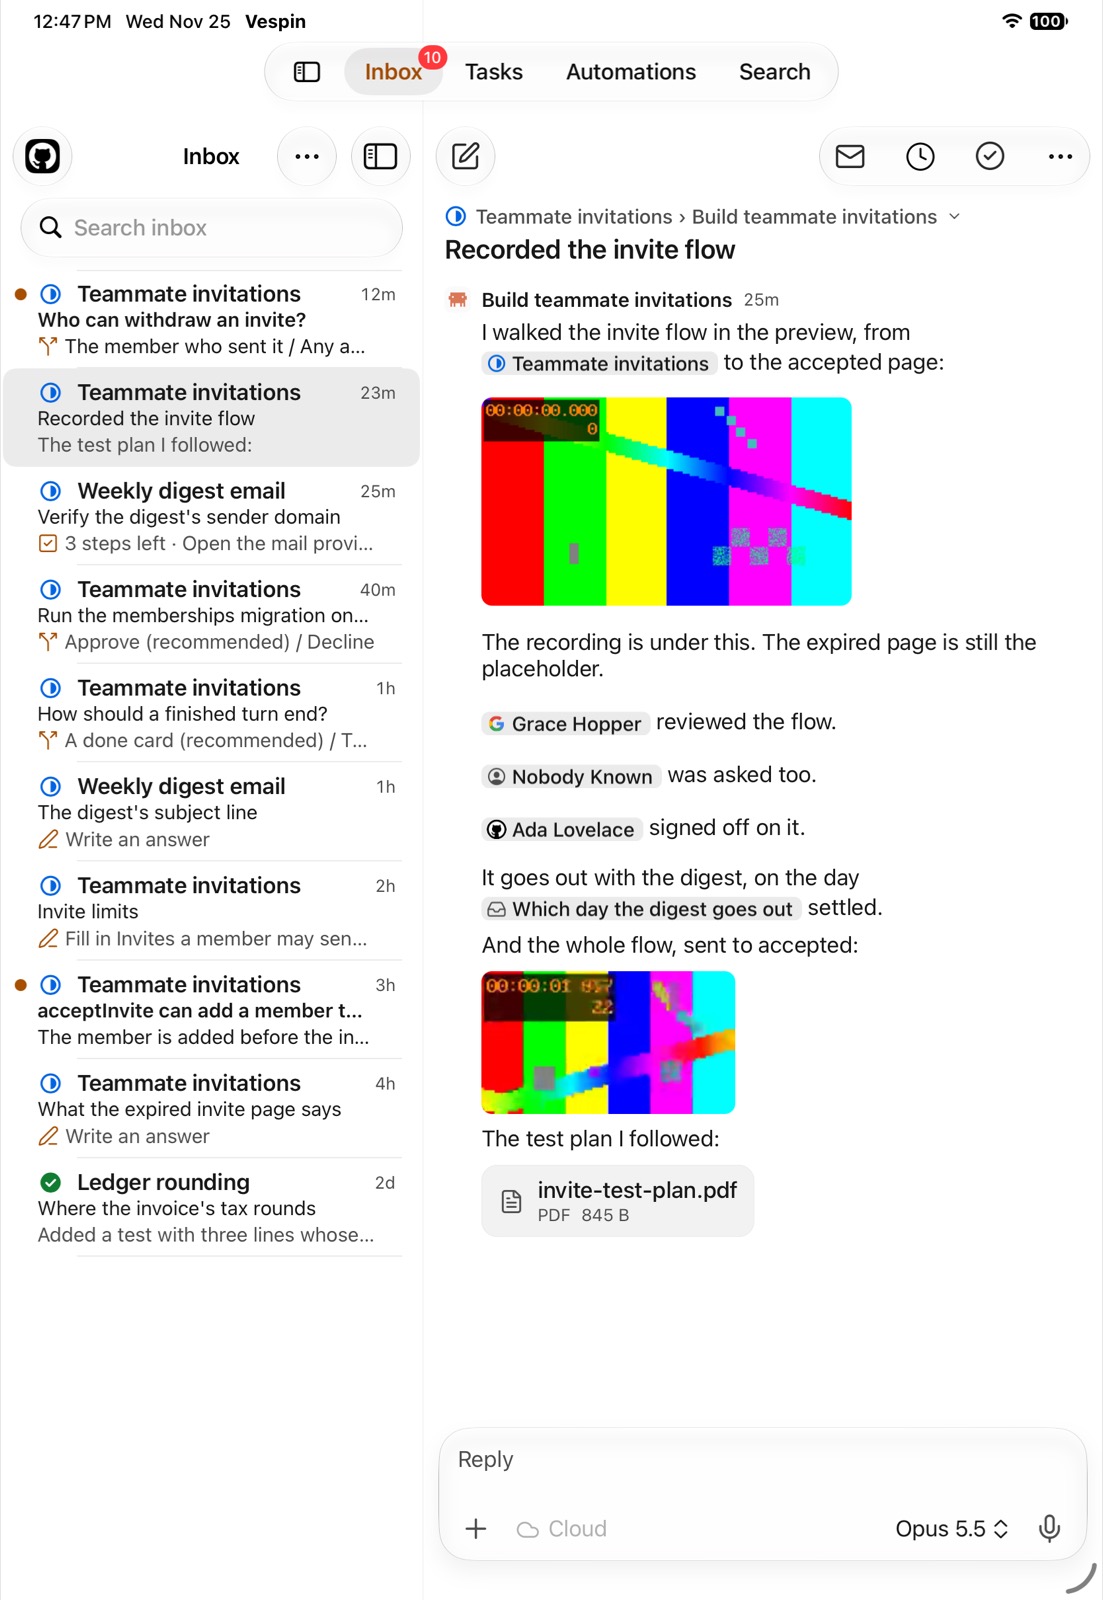 12:47 PM Wed Nov 25 Vespin
100
Inbox
10
Tasks
Automations
Search
Inbox
Search inbox
Teammate invitations 12m
Who can withdraw an invite?
The member who sent it / Any a...
Teammate invitations 23m
Recorded the invite flow
The test plan I followed:
Weekly digest email 25m
Verify the digest's sender domain
3 steps left · Open the mail provi...
Teammate invitations 40m
Run the memberships migration on...
Approve (recommended) / Decline
Teammate invitations 1h
How should a finished turn end?
A done card (recommended) / T...
Weekly digest email 1h
The digest's subject line
Write an answer
Teammate invitations 2h
Invite limits
Fill in Invites a member may sen...
Teammate invitations 3h
acceptInvite can add a member t...
The member is added before the in...
Teammate invitations 4h
What the expired invite page says
Write an answer
Ledger rounding 2d
Where the invoice's tax rounds
Added a test with three lines whose...
Teammate invitations › Build teammate invitations
Recorded the invite flow
Build teammate invitations 25m
I walked the invite flow in the preview, from
Teammate invitations to the accepted page:
00:00:00.000
0
The recording is under this. The expired page is still the
placeholder.
Grace Hopper reviewed the flow.
Nobody Known was asked too.
Ada Lovelace signed off on it.
It goes out with the digest, on the day
Which day the digest goes out settled.
And the whole flow, sent to accepted:
The test plan I followed:
invite-test-plan.pdf
PDF 845 B
Reply
Cloud
Opus 5.5